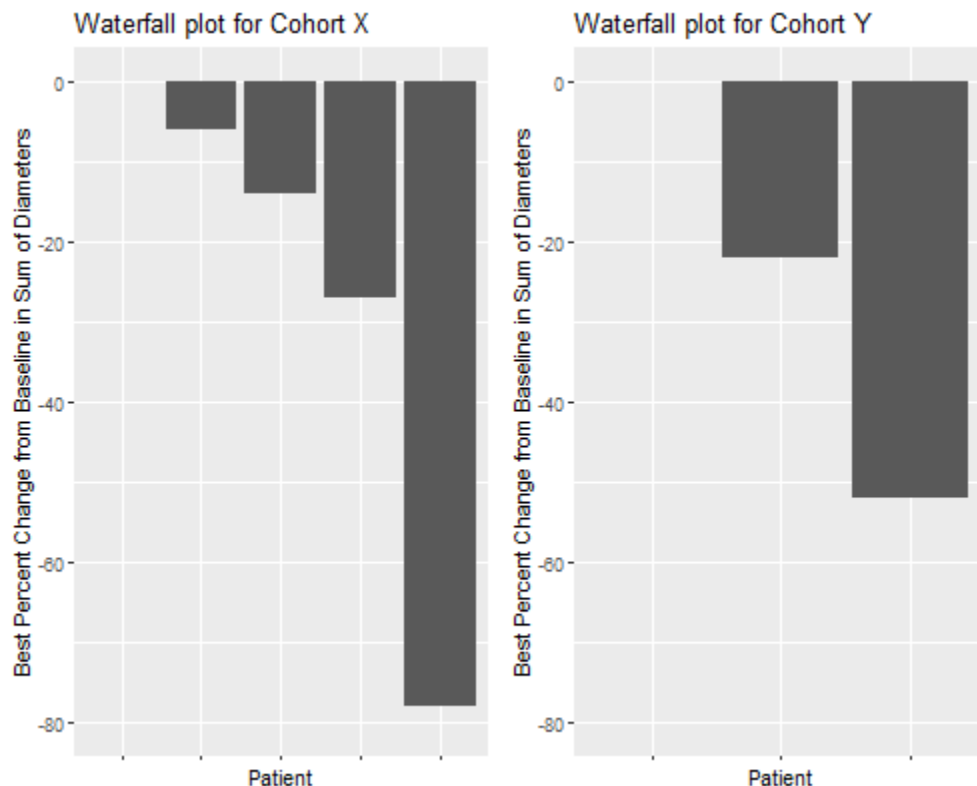 Waterfall plot for Cohort X
Best Percent Change from Baseline in Sum of Diameters
0
-20
-40
-60
-80
Patient
Waterfall plot for Cohort Y
Best Percent Change from Baseline in Sum of Diameters
0
-20
-40
-60
-80
Patient